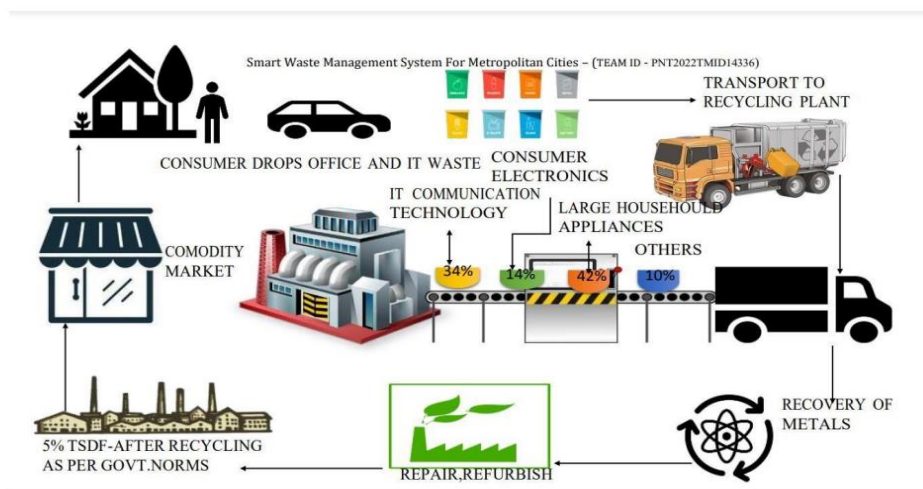 Smart Waste Management System For Metropolitan Cities – (TEAM ID - PNT2022TMID14336)
TRANSPORT TO
RECYCLING PLANT
CONSUMER DROPS OFFICE AND IT WASTE
CONSUMER
ELECTRONICS
IT COMMUNICATION
TECHNOLOGY
LARGE HOUSEHOULD
APPLIANCES
OTHERS
COMODITY
MARKET
34%
14%
42%
10%
RECOVERY OF
METALS
5% TSDF-AFTER RECYCLING
AS PER GOVT.NORMS
REPAIR,REFURBISH